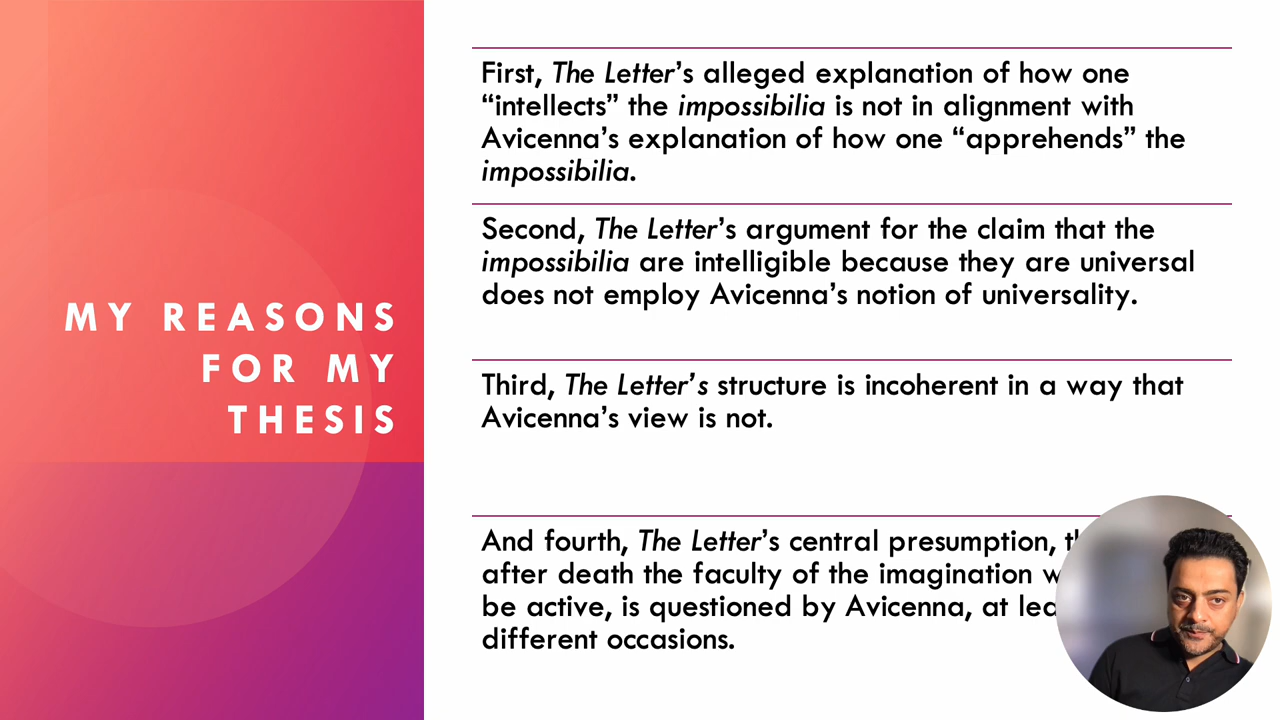 MY REASONS
FOR MY
THESIS
First, The Letter’s alleged explanation of how one
“intellects” the impossibilia is not in alignment with
Avicenna’s explanation of how one “apprehends” the
impossibilia.
Second, The Letter’s argument for the claim that the
impossibilia are intelligible because they are universal
does not employ Avicenna’s notion of universality.
Third, The Letter’s structure is incoherent in a way that
Avicenna’s view is not.
And fourth, The Letter’s central presumption,
after death the faculty of the imagination
be active, is questioned by Avicenna, at
different occasions.